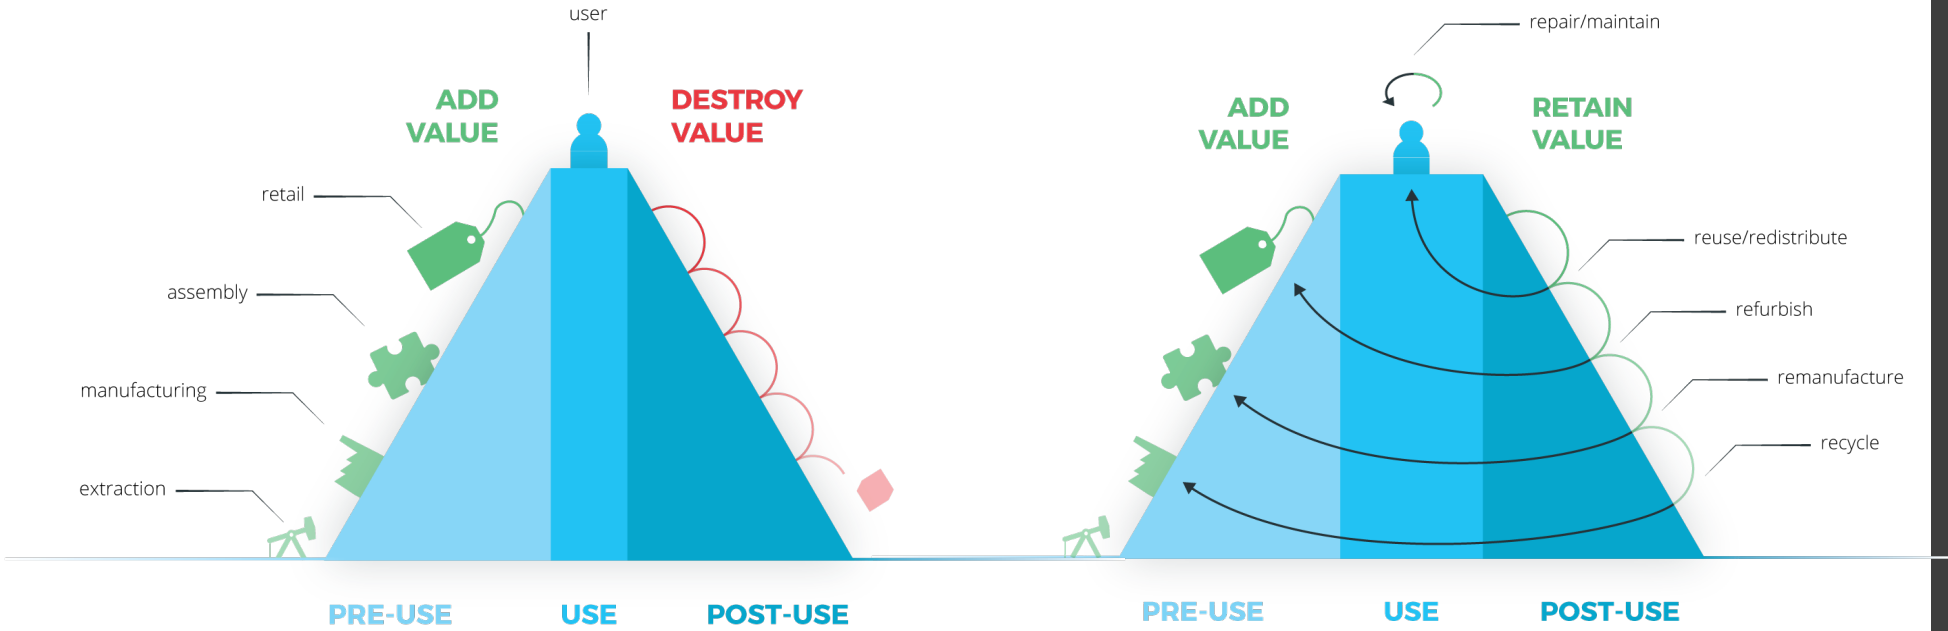 user
ADD
VALUE
DESTROY
VALUE
retail
assembly
manufacturing
extraction
PRE-USE
USE
POST-USE
repair/maintain
ADD
VALUE
RETAIN
VALUE
reuse/redistribute
refurbish
remanufacture
recycle
PRE-USE
USE
POST-USE